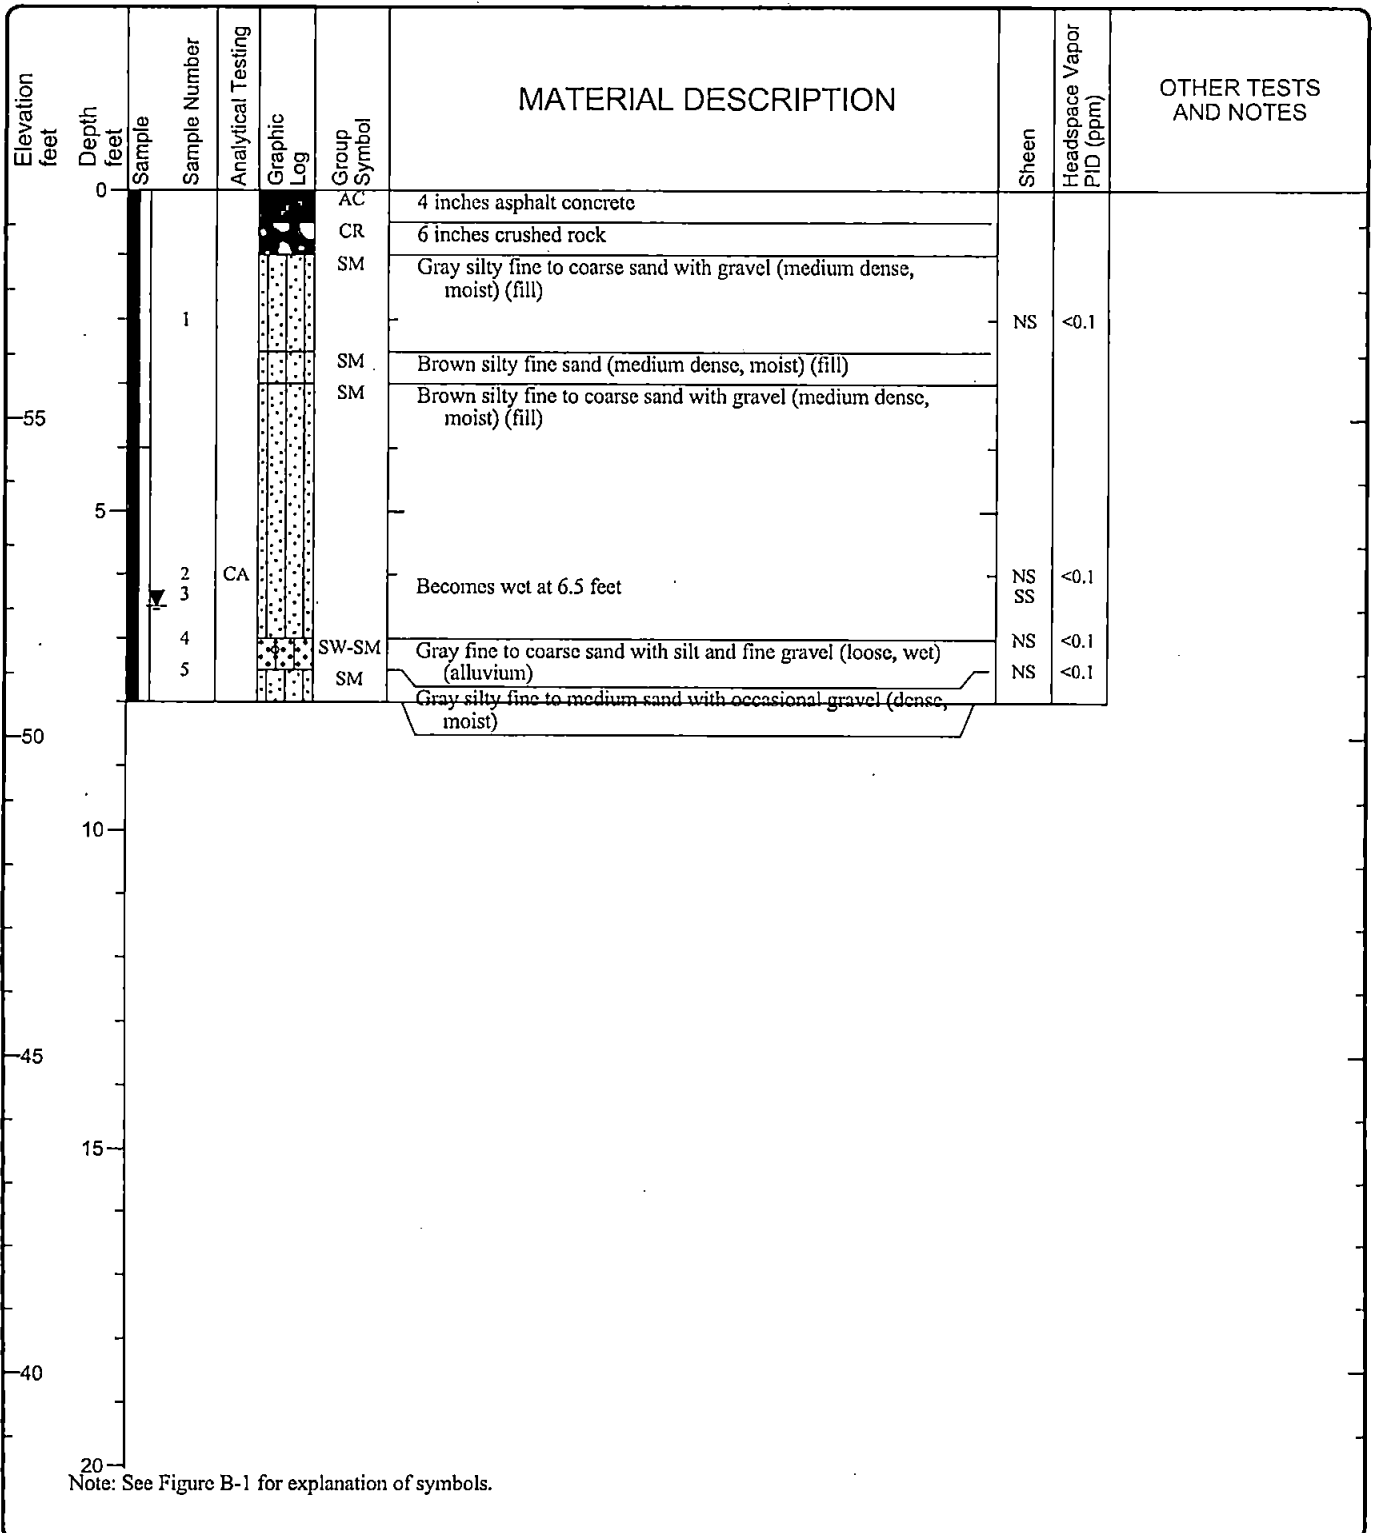 Elevation
feet
Depth
feet
Sample
Sample Number
Analytical Testing
Graphic
Log
Group
Symbol
MATERIAL DESCRIPTION
Sheen
Headspace Vapor
PID (ppm)
OTHER TESTS
AND NOTES
0
AC
4 inches asphalt concrete
CR
6 inches crushed rock
SM
Gray silty fine to coarse sand with gravel (medium dense,
moist) (fill)
1
NS
<0.1
SM
Brown silty fine sand (medium dense, moist) (fill)
SM
Brown silty fine to coarse sand with gravel (medium dense,
moist) (fill)
55
5
2
CA
NS
<0.1
3
Becomes wet at 6.5 feet
SS
4
NS
<0.1
SW-SM
Gray fine to coarse sand with silt and fine gravel (loose, wet)
(alluvium)
5
NS
<0.1
SM
Gray silty fine to medium sand with occasional gravel (dense,
moist)
50
10
45
15
40
20
Note: See Figure B-1 for explanation of symbols.